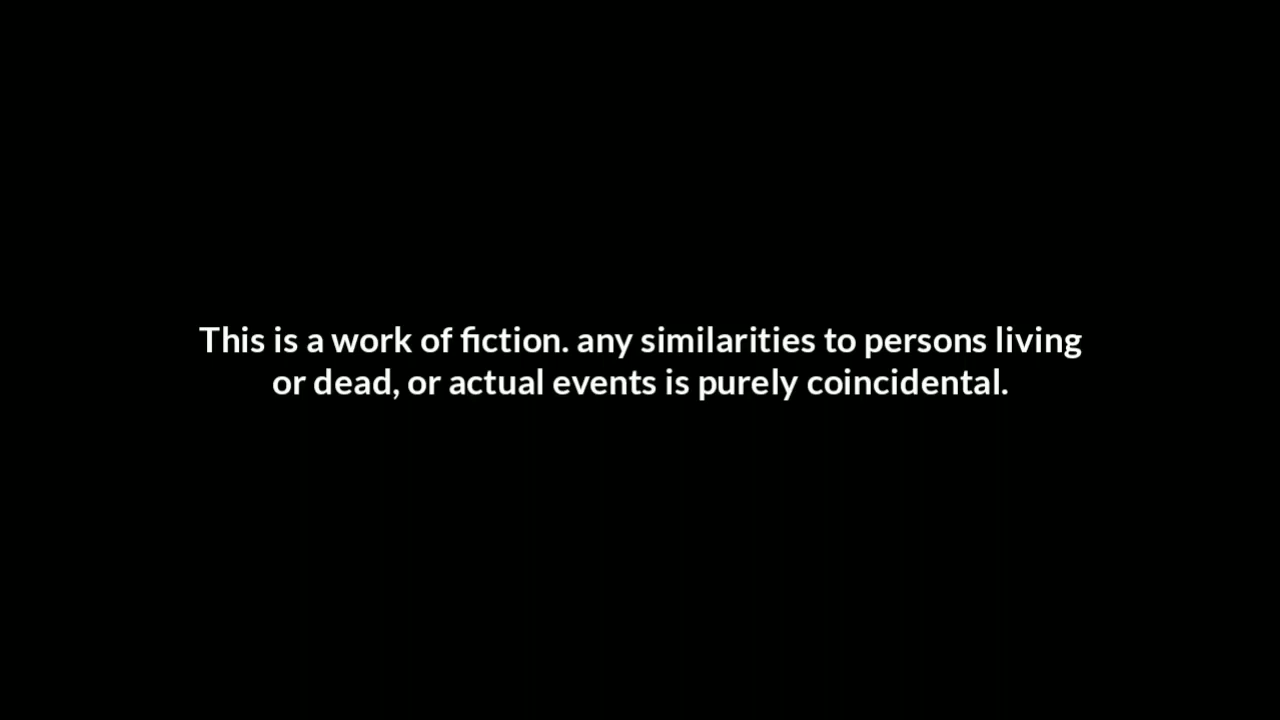 This is a work of fiction. any similarities to persons living
or dead, or actual events is purely coincidental.